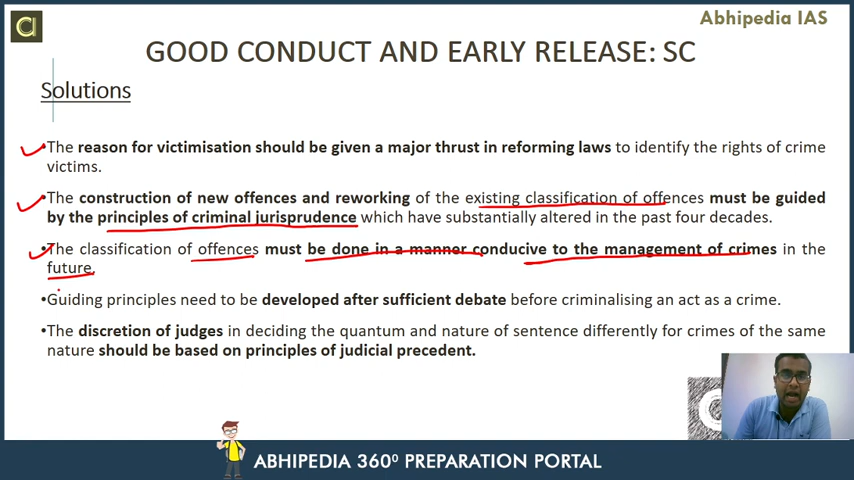 Abhipedia IAS
GOOD CONDUCT AND EARLY RELEASE: SC
Solutions
•The reason for victimisation should be given a major thrust in reforming laws to identify the rights of crime
victims.
•The construction of new offences and reworking of the existing classification of offences must be guided
by the principles of criminal jurisprudence which have substantially altered in the past four decades.
•The classification of offences must be done in a manner conducive to the management of crimes in the
future.
•Guiding principles need to be developed after sufficient debate before criminalising an act as a crime.
•The discretion of judges in deciding the quantum and nature of sentence differently for crimes of the same
nature should be based on principles of judicial precedent.
ABHIPEDIA 360⁰ PREPARATION PORTAL